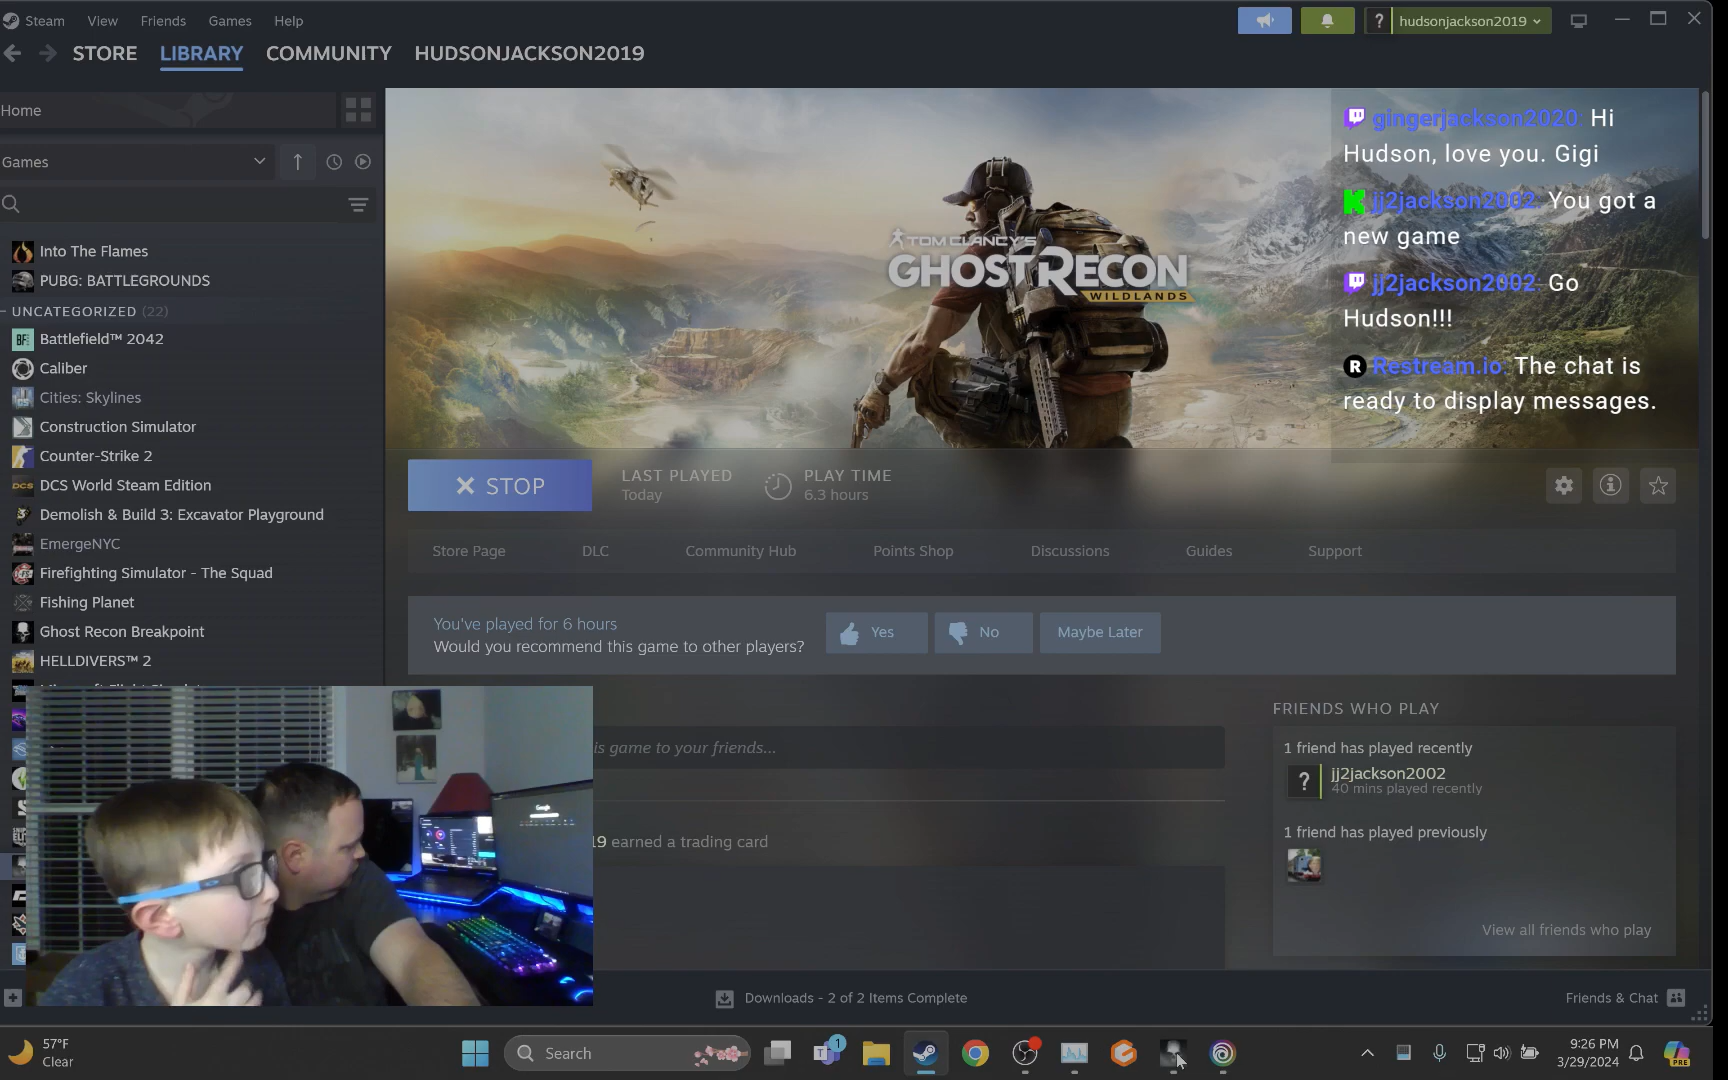 Steam View Friends Games Help
hudsonjackson2019
STORE LIBRARY COMMUNITY HUDSONJACKSON2019
Home
Games
Into The Flames
PUBG: BATTLEGROUNDS
- UNCATEGORIZED (22)
BF
Battlefield™ 2042
Caliber
Cities: Skylines
Construction Simulator
Counter-Strike 2
DCS
DCS World Steam Edition
Demolish & Build 3: Excavator Playground
EmergeNYC
Firefighting Simulator - The Squad
Fishing Planet
Ghost Recon Breakpoint
HELLDIVERS™ 2
TOM CLANCY'S
GHOST RECON
WILDLANDS
gingerjackson2020: Hi
Hudson, love you. Gigi
jj2jackson2002: You got a
new game
jj2jackson2002: Go
Hudson!!!
R Restream.io: The chat is
ready to display messages.
STOP
LAST PLAYED
Today
PLAY TIME
6.3 hours
Store Page DLC Community Hub Points Shop Discussions Guides Support
You've played for 6 hours
Would you recommend this game to other players?
Yes No Maybe Later
is game to your friends...
19 earned a trading card
FRIENDS WHO PLAY
1 friend has played recently
? jj2jackson2002
40 mins played recently
1 friend has played previously
View all friends who play
Google
Downloads - 2 of 2 Items Complete
Friends & Chat
57°F
Clear
Search
1
9:26 PM
3/29/2024
PRE